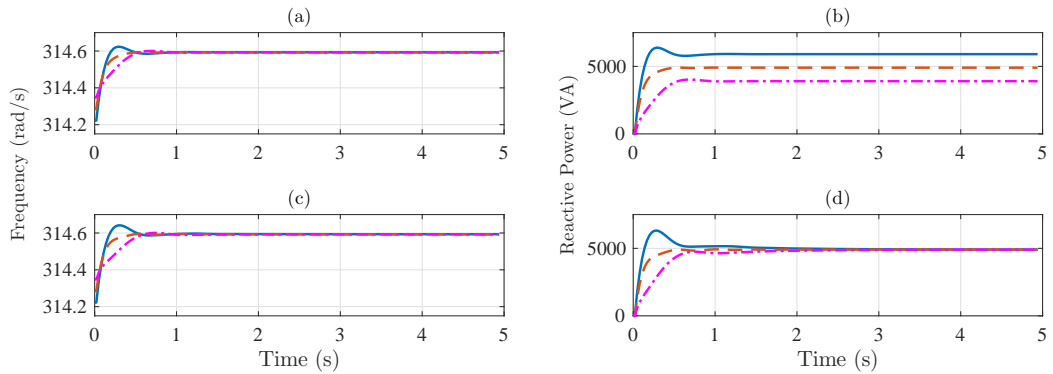 (a)
314.6
314.4
314.2
0 1 2 3 4 5
(b)
5000
0
0 1 2 3 4 5
Frequency (rad/s)
Reactive Power (VA)
(c)
314.6
314.4
314.2
0 1 2 3 4 5
Time (s)
(d)
5000
0
0 1 2 3 4 5
Time (s)